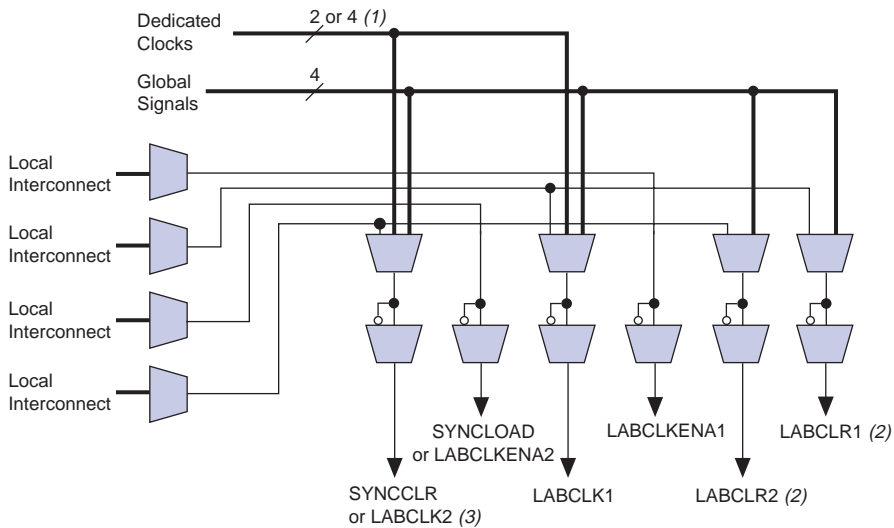 Dedicated
Clocks
2 or 4 (1)
Global
Signals
4
Local
Interconnect
Local
Interconnect
Local
Interconnect
Local
Interconnect
SYNCLOAD
or LABCLKENA2
LABCLKENA1
LABCLR1 (2)
SYNCCLR
or LABCLK2 (3)
LABCLK1
LABCLR2 (2)